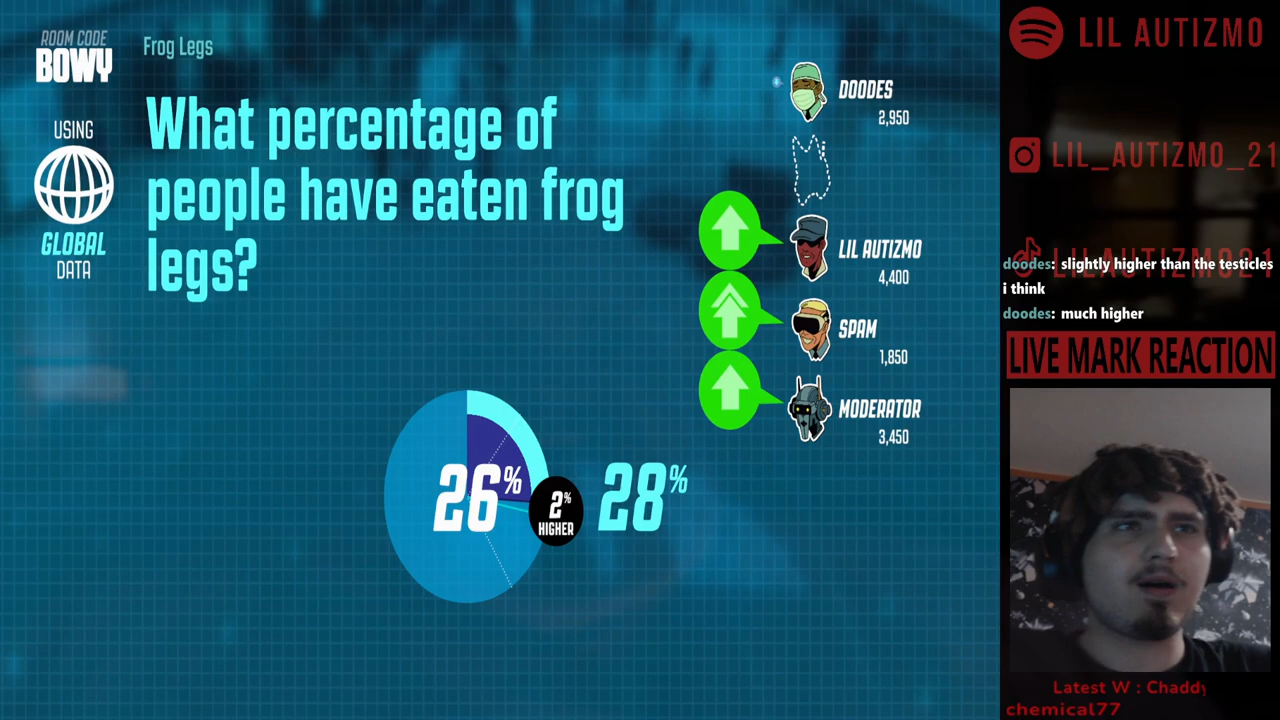 ROOM CODE
BOWY
Frog Legs
USING
GLOBAL
DATA
What percentage of
people have eaten frog
legs?
DOODES
2,950
LIL AUTIZMO
4,400
SPAM
1,850
MODERATOR
3,450
26%
2%
HIGHER
28%
LIL AUTIZMO
LIL_AUTIZMO_21
LILAUTIZMO21
doodes: slightly higher than the testicles
i think
doodes: much higher
LIVE MARK REACTION
Latest W : Chaddy
chemical77